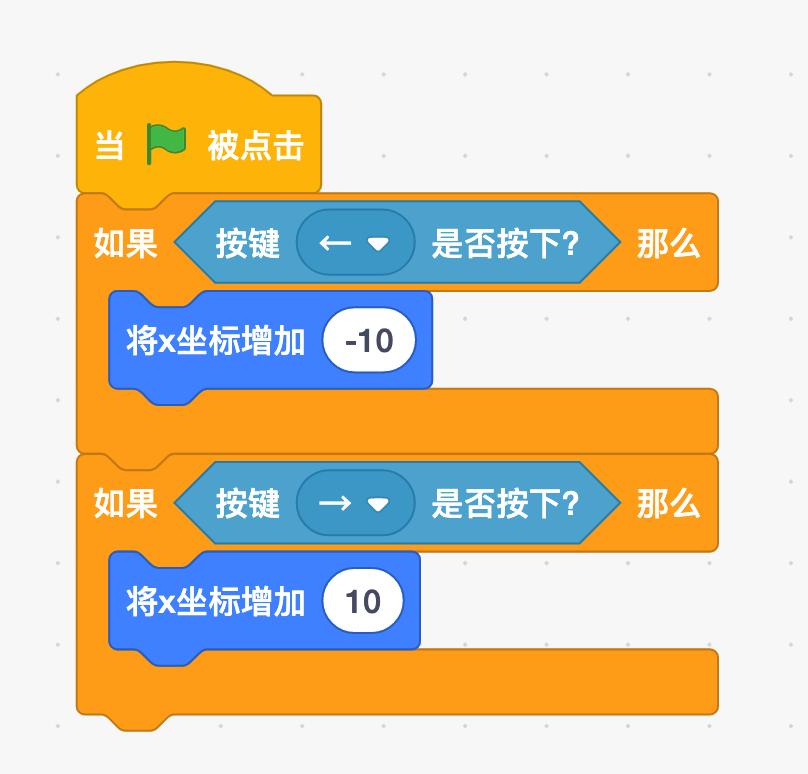 当 被点击
如果 按键 ← 是否按下? 那么
将x坐标增加 -10
如果 按键 → 是否按下? 那么
将x坐标增加 10